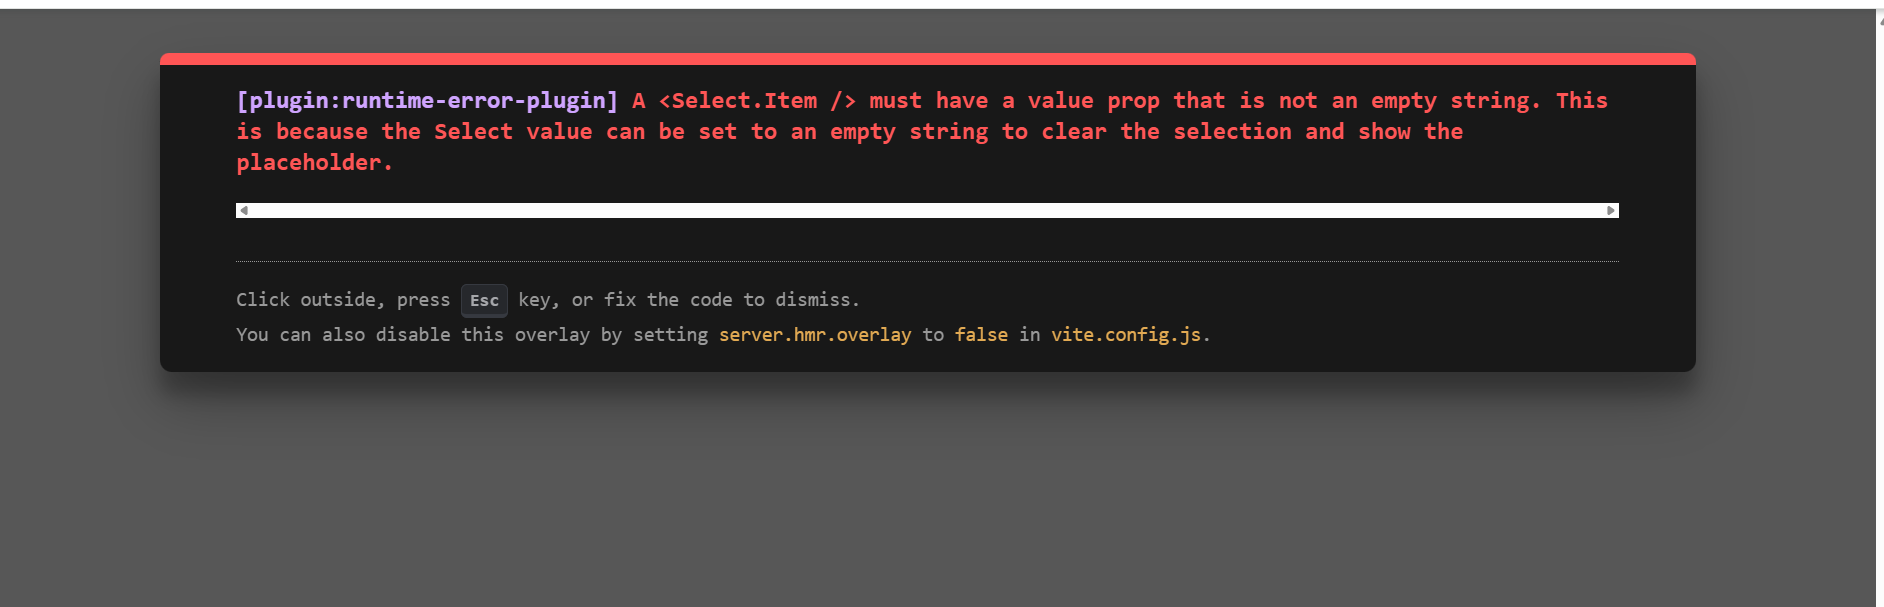 [plugin:runtime-error-plugin] A <Select.Item /> must have a value prop that is not an empty string. This
is because the Select value can be set to an empty string to clear the selection and show the
placeholder.
Click outside, press Esc key, or fix the code to dismiss.
You can also disable this overlay by setting server.hmr.overlay to false in vite.config.js.